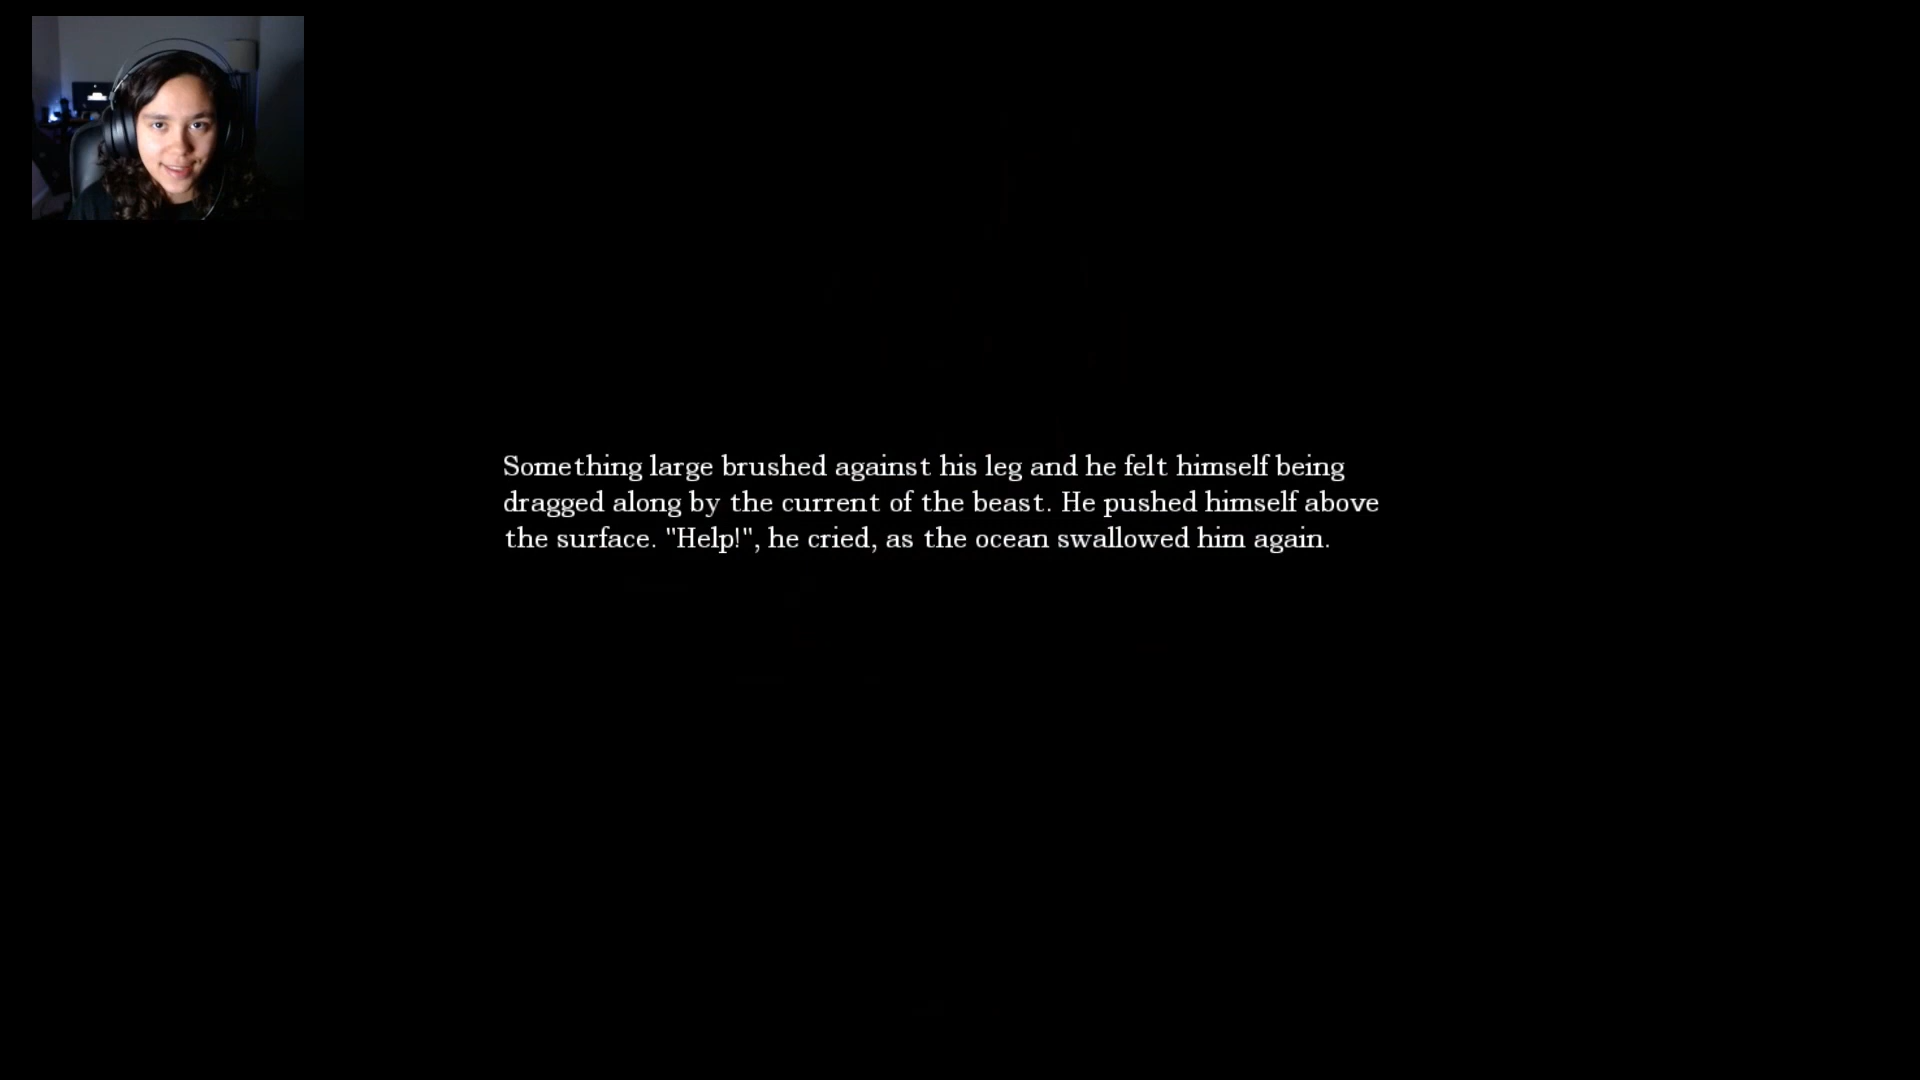 Something large brushed against his leg and he felt himself being
dragged along by the current of the beast. He pushed himself above
the surface. "Help!", he cried, as the ocean swallowed him again.